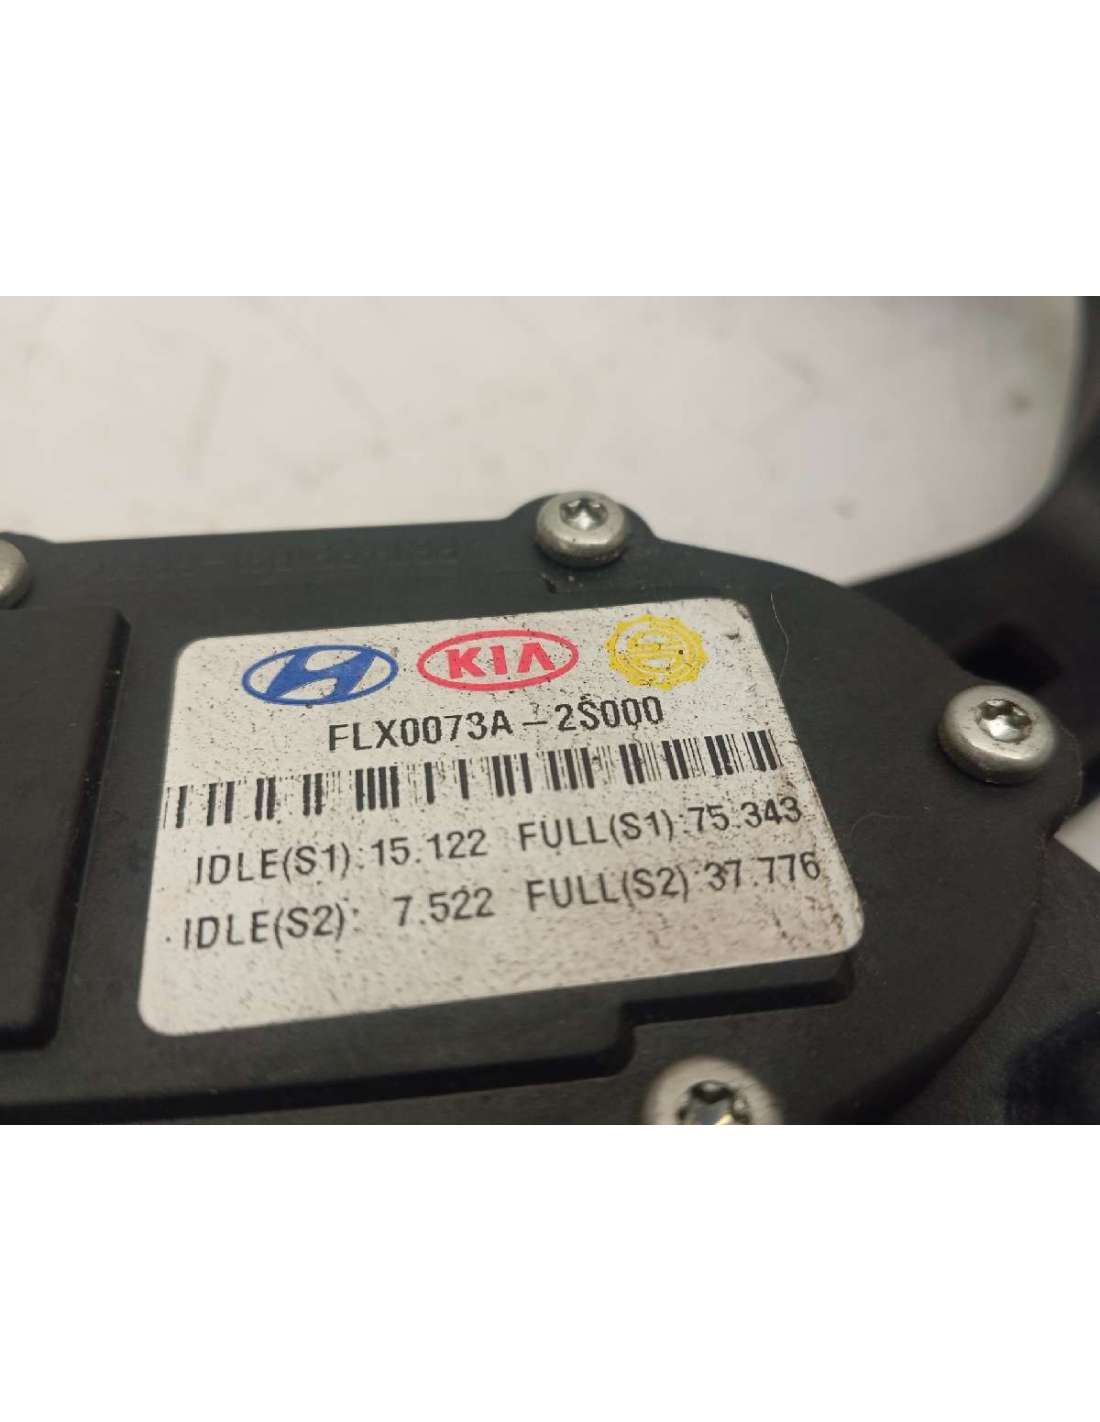 KIA
FLX0073A-2S000
IDLE(S1):15.122 FULL(S1):75.343
IDLE(S2): 7.522 FULL(S2):37.776